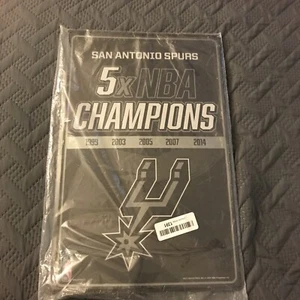 SAN ANTONIO SPURS
5X NBA
CHAMPIONS
1999 2003 2005 2007 2014